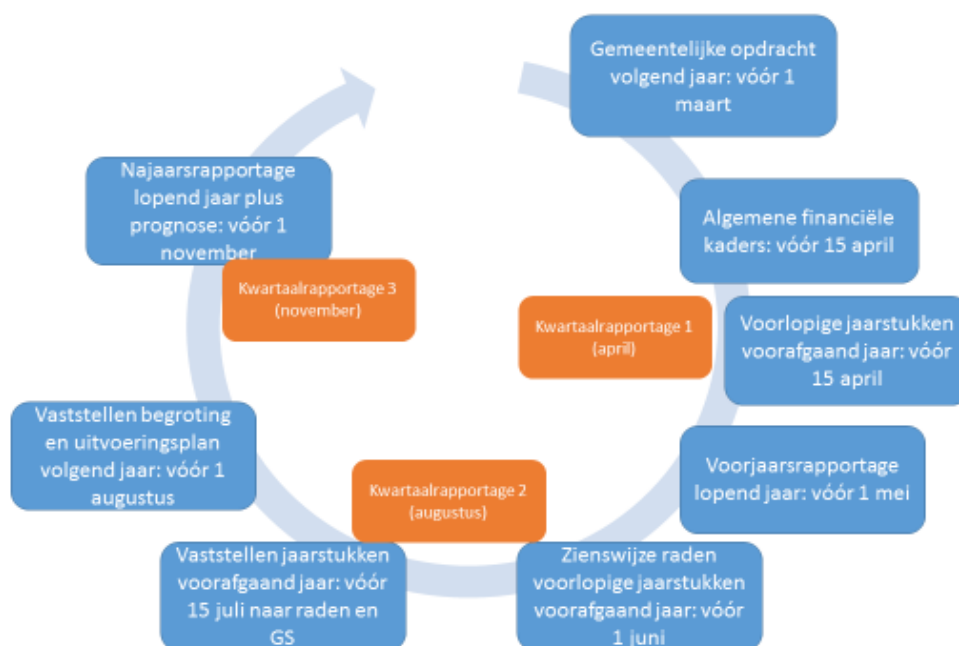 Gemeentelijke opdracht
volgend jaar: vóór 1
maart
Algemene financiële
kaders: vóór 15 april
Kwartaalrapportage 1
(april)
Voorlopige jaarstukken
voorafgaand jaar: vóór
15 april
Voorjaarsrapportage
lopend jaar: vóór 1 mei
Zienswijze raden
voorlopige jaarstukken
voorafgaand jaar: vóór
1 juni
Kwartaalrapportage 2
(augustus)
Vaststellen jaarstukken
voorafgaand jaar: vóór
15 juli naar raden en
GS
Vaststellen begroting
en uitvoeringsplan
volgend jaar: vóór 1
augustus
Kwartaalrapportage 3
(november)
Najaarsrapportage
lopend jaar plus
prognose: vóór 1
november